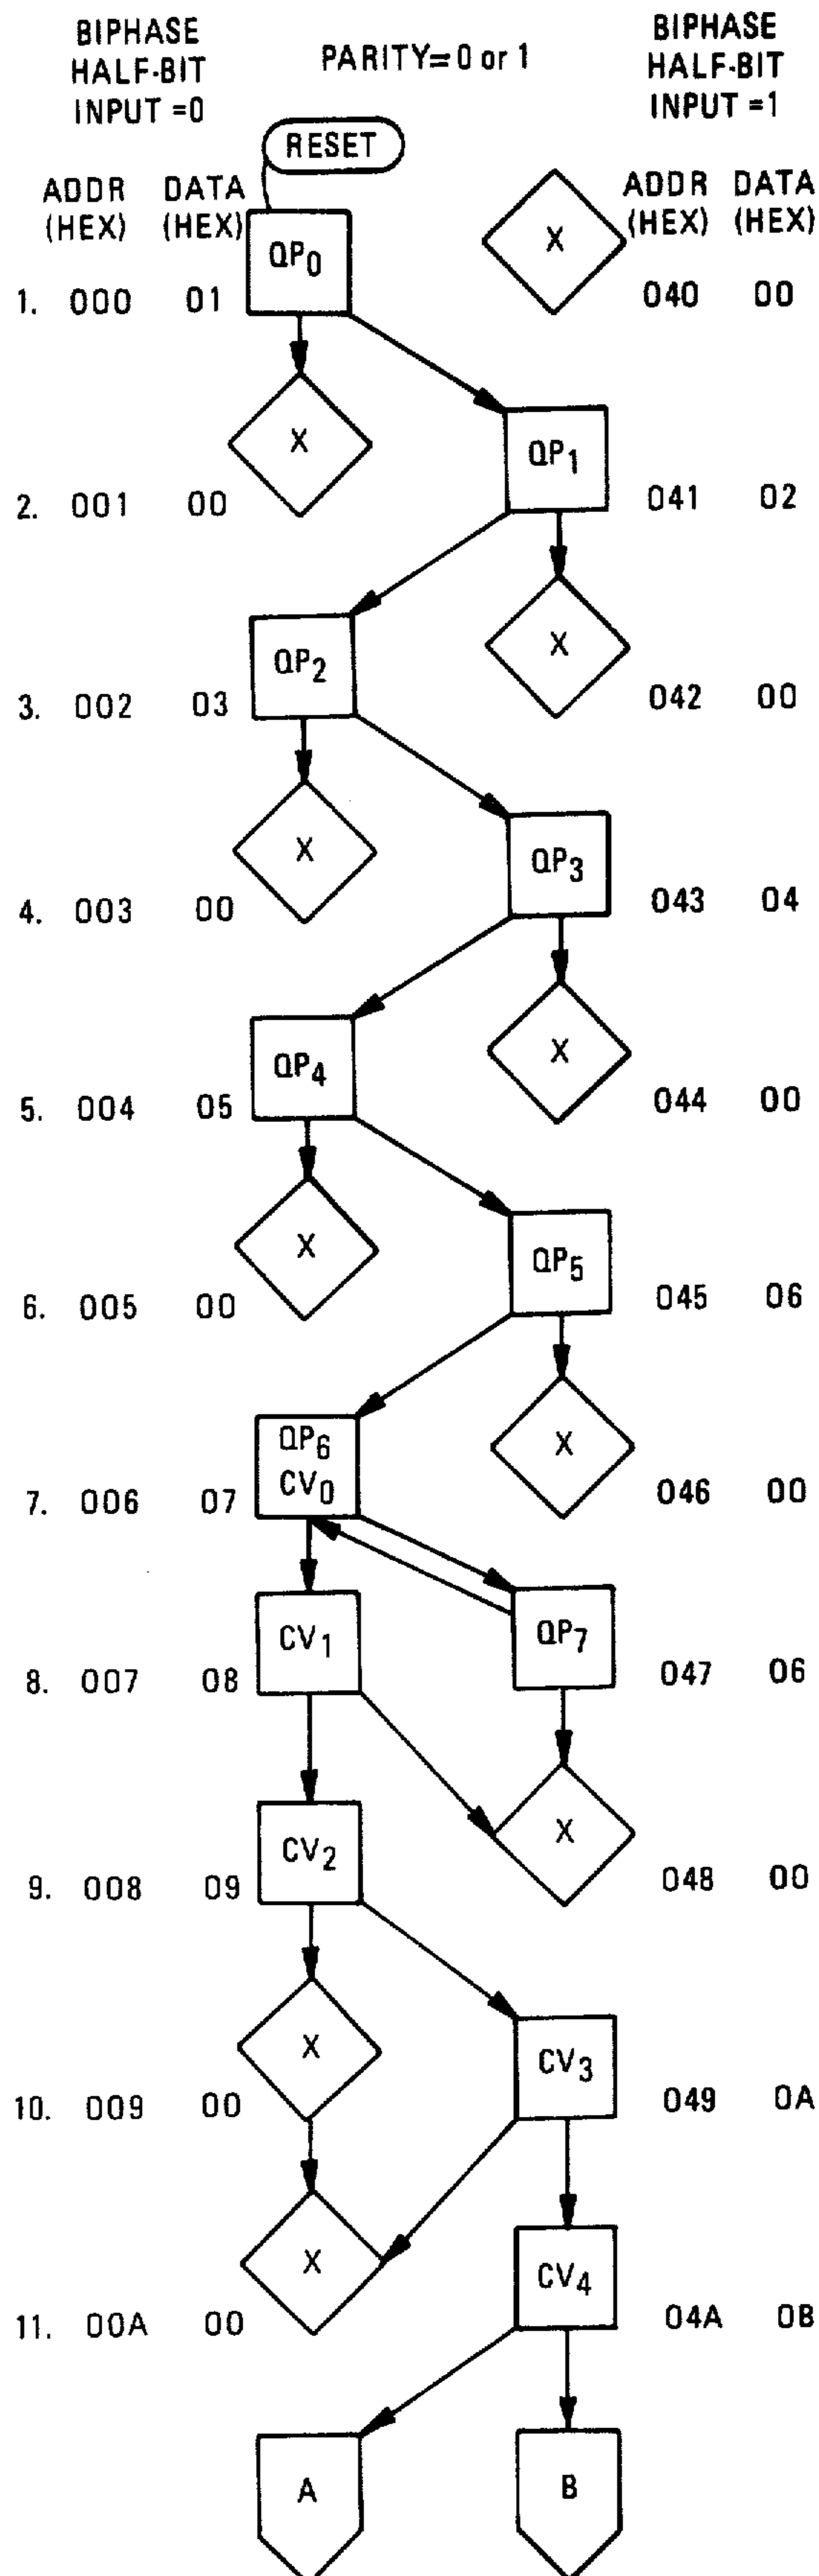 BIPHASE
HALF-BIT
INPUT =0
PARITY= 0 or 1
BIPHASE
HALF-BIT
INPUT =1
RESET
ADDR DATA
(HEX) (HEX)
ADDR DATA
(HEX) (HEX)
QP0
X
1. 000 01
040 00
X
QP1
2. 001 00
041 02
QP2
X
3. 002 03
042 00
X
QP3
4. 003 00
043 04
QP4
X
5. 004 05
044 00
X
QP5
6. 005 00
045 06
QP6
CV0
X
7. 006 07
046 00
CV1
QP7
8. 007 08
047 06
CV2
X
9. 008 09
048 00
X
CV3
10. 009 00
049 0A
X
CV4
11. 00A 00
04A 0B
A
B